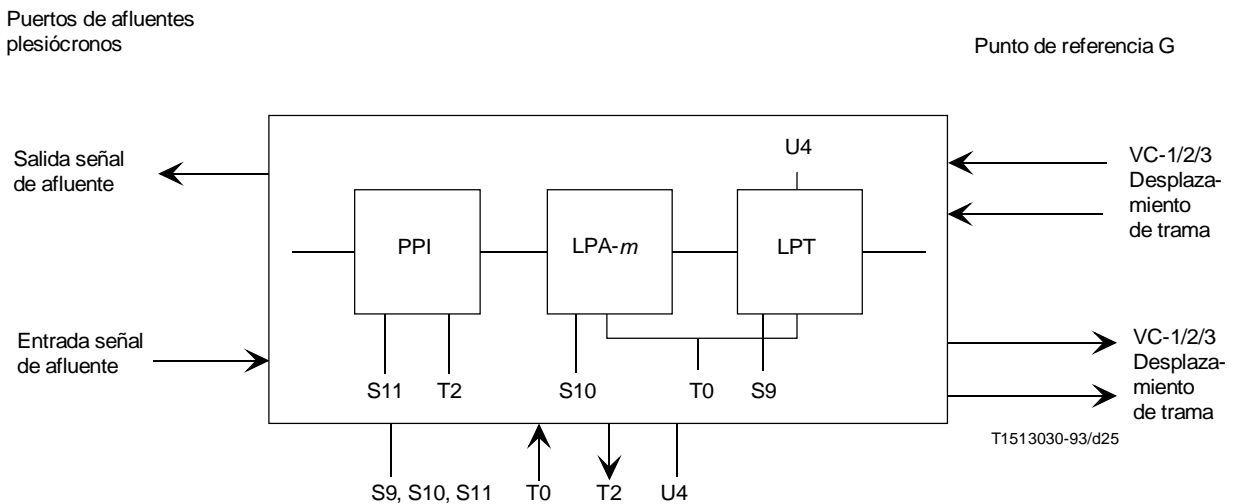 Puertos de afluentes
plesiócronos
Punto de referencia G
Salida señal
de afluente
U4
VC-1/2/3
Desplaza-
miento
de trama
PPI
LPA-m
LPT
Entrada señal
de afluente
VC-1/2/3
Desplaza-
miento
de trama
S11
T2
S10
T0
S9
T1513030-93/d25
S9, S10, S11
T0
T2
U4